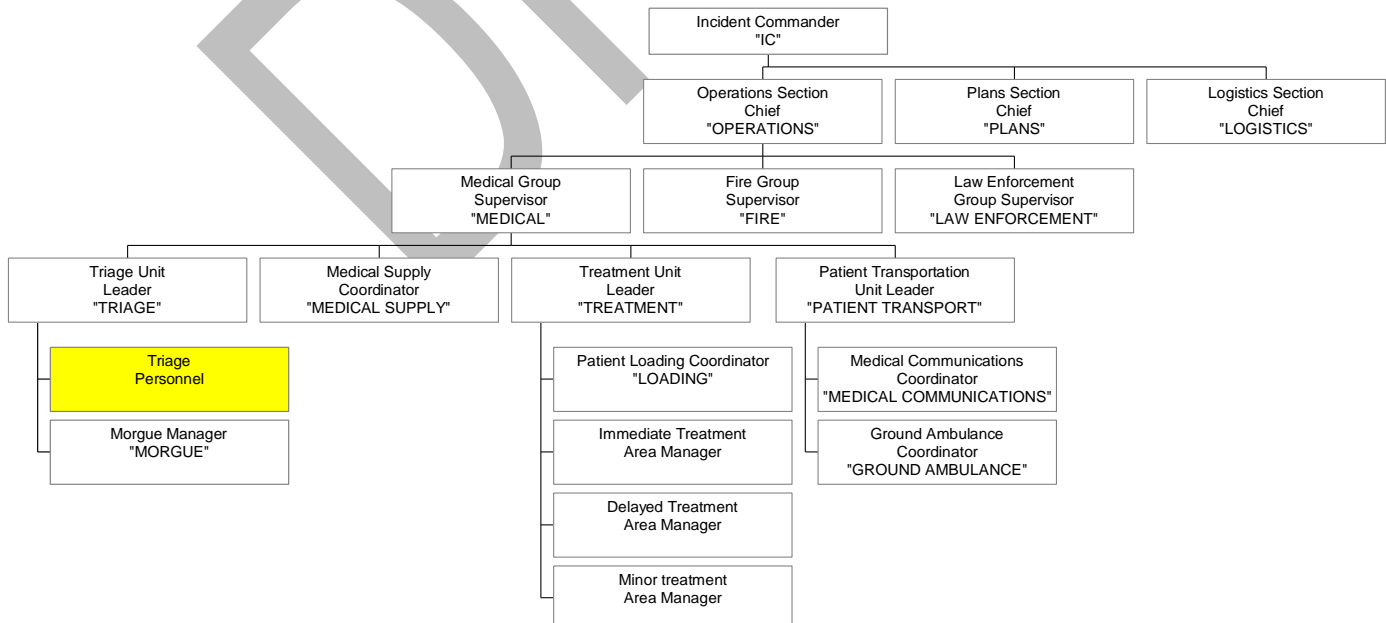 Incident Commander
"IC"
Operations Section
Chief
"OPERATIONS"
Plans Section
Chief
"PLANS"
Logistics Section
Chief
"LOGISTICS"
Medical Group
Supervisor
"MEDICAL"
Fire Group
Supervisor
"FIRE"
Law Enforcement
Group Supervisor
"LAW ENFORCEMENT"
Triage Unit
Leader
"TRIAGE"
Medical Supply
Coordinator
"MEDICAL SUPPLY"
Treatment Unit
Leader
"TREATMENT"
Patient Transportation
Unit Leader
"PATIENT TRANSPORT"
Triage
Personnel
Morgue Manager
"MORGUE"
Patient Loading Coordinator
"LOADING"
Immediate Treatment
Area Manager
Delayed Treatment
Area Manager
Minor treatment
Area Manager
Medical Communications
Coordinator
"MEDICAL COMMUNICATIONS"
Ground Ambulance
Coordinator
"GROUND AMBULANCE"